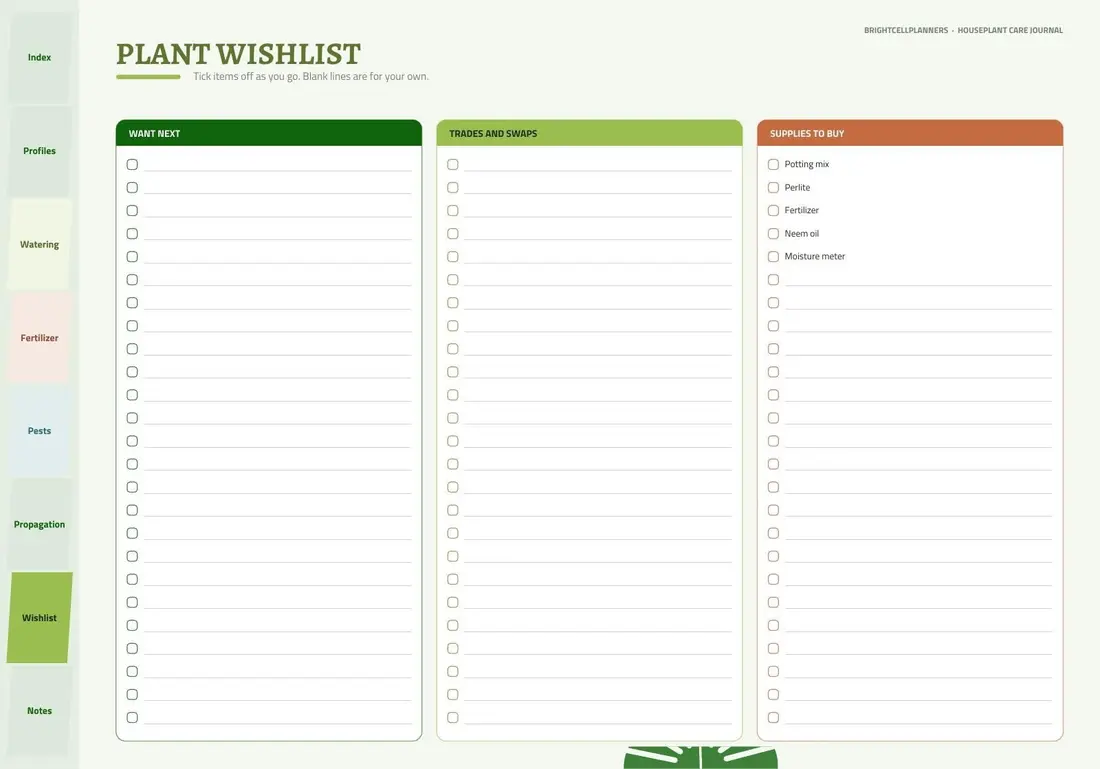 Index
Profiles
Watering
Fertilizer
Pests
Propagation
Wishlist
Notes
BRIGHTCELLPLANNERS · HOUSEPLANT CARE JOURNAL
PLANT WISHLIST
Tick items off as you go. Blank lines are for your own.
WANT NEXT
TRADES AND SWAPS
SUPPLIES TO BUY
Potting mix
Perlite
Fertilizer
Neem oil
Moisture meter